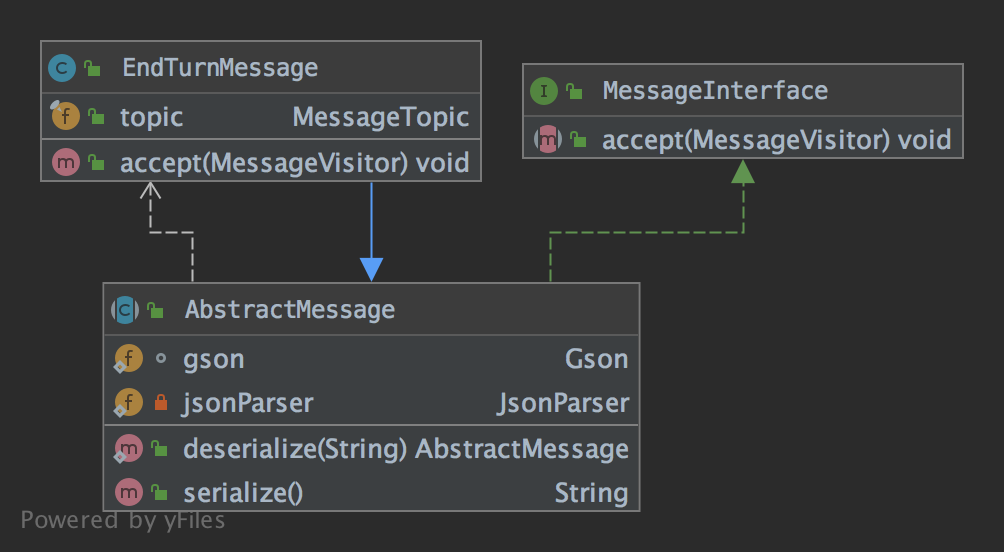 EndTurnMessage
topic MessageTopic
accept(MessageVisitor) void
MessageInterface
accept(MessageVisitor) void
AbstractMessage
gson Gson
jsonParser JsonParser
deserialize(String) AbstractMessage
serialize() String
Powered by yFiles